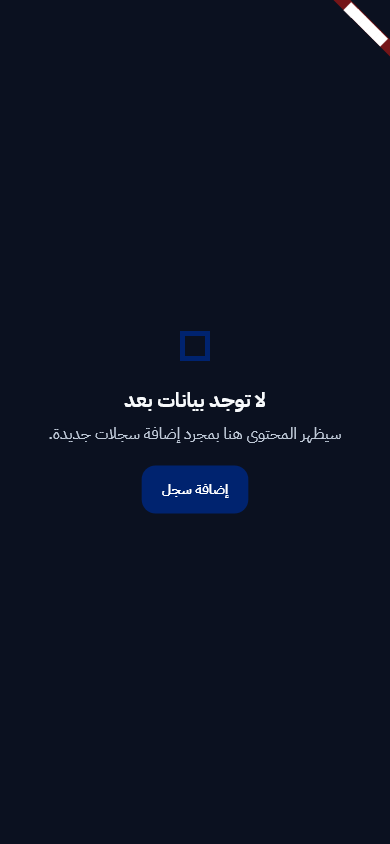 لا توجد بيانات بعد
سيظهر المحتوى هنا بمجرد إضافة سجلات جديدة.
إضافة سجل